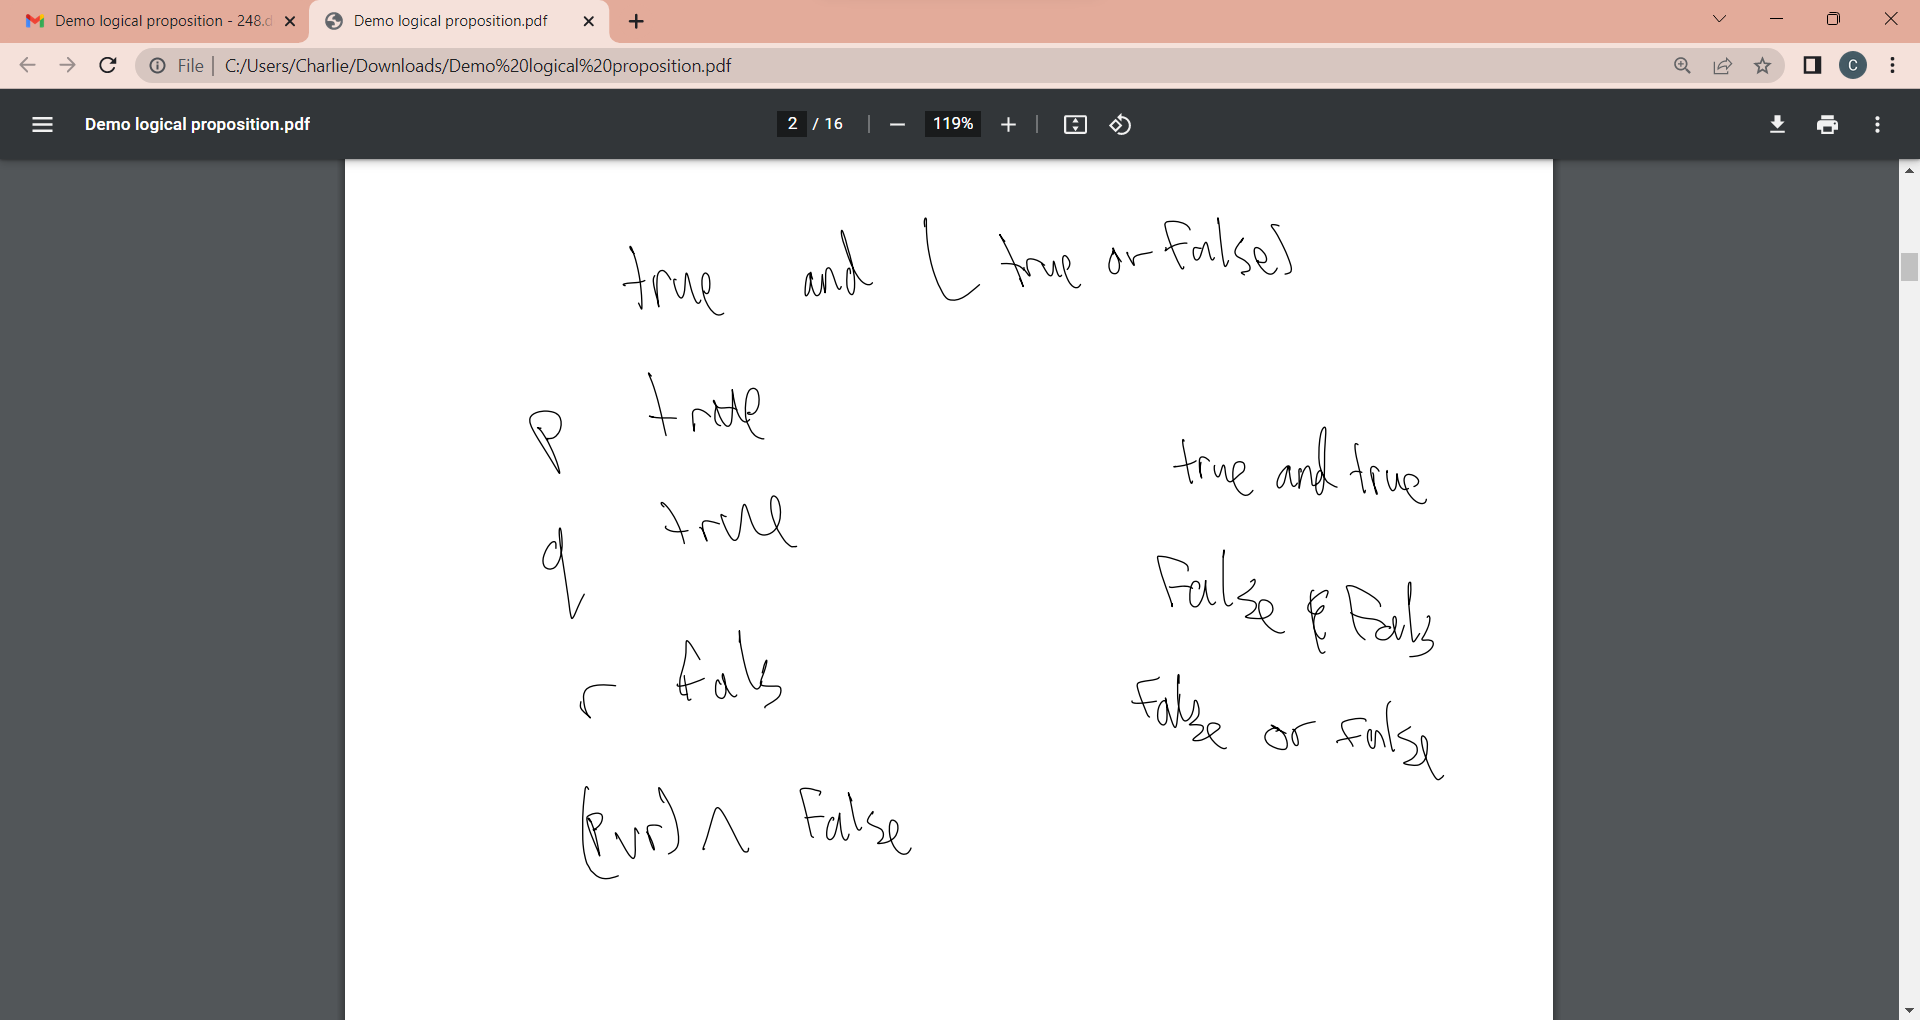 Demo logical proposition - 248.d
Demo logical proposition.pdf
File | C:/Users/Charlie/Downloads/Demo%20logical%20proposition.pdf
C
Demo logical proposition.pdf
2 / 16
119%
true and ( true or False)
p true
true and true
q true
False & Fals
r fals
False or False
(p∨r) ∧ False